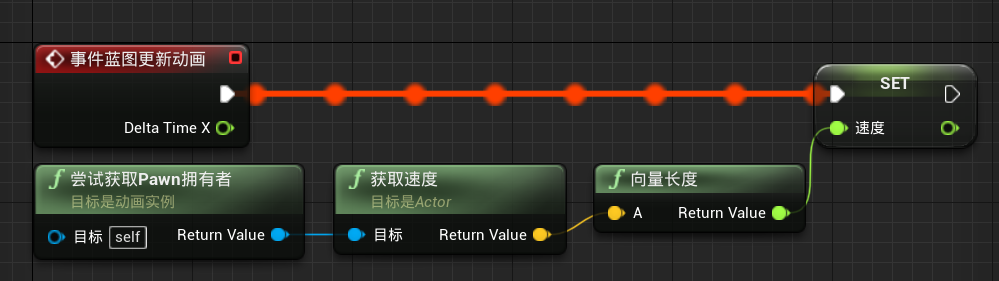 事件蓝图更新动画
SET
Delta Time X
速度
尝试获取Pawn拥有者
目标是动画实例
目标 self Return Value
获取速度
目标是Actor
目标 Return Value
向量长度
A Return Value